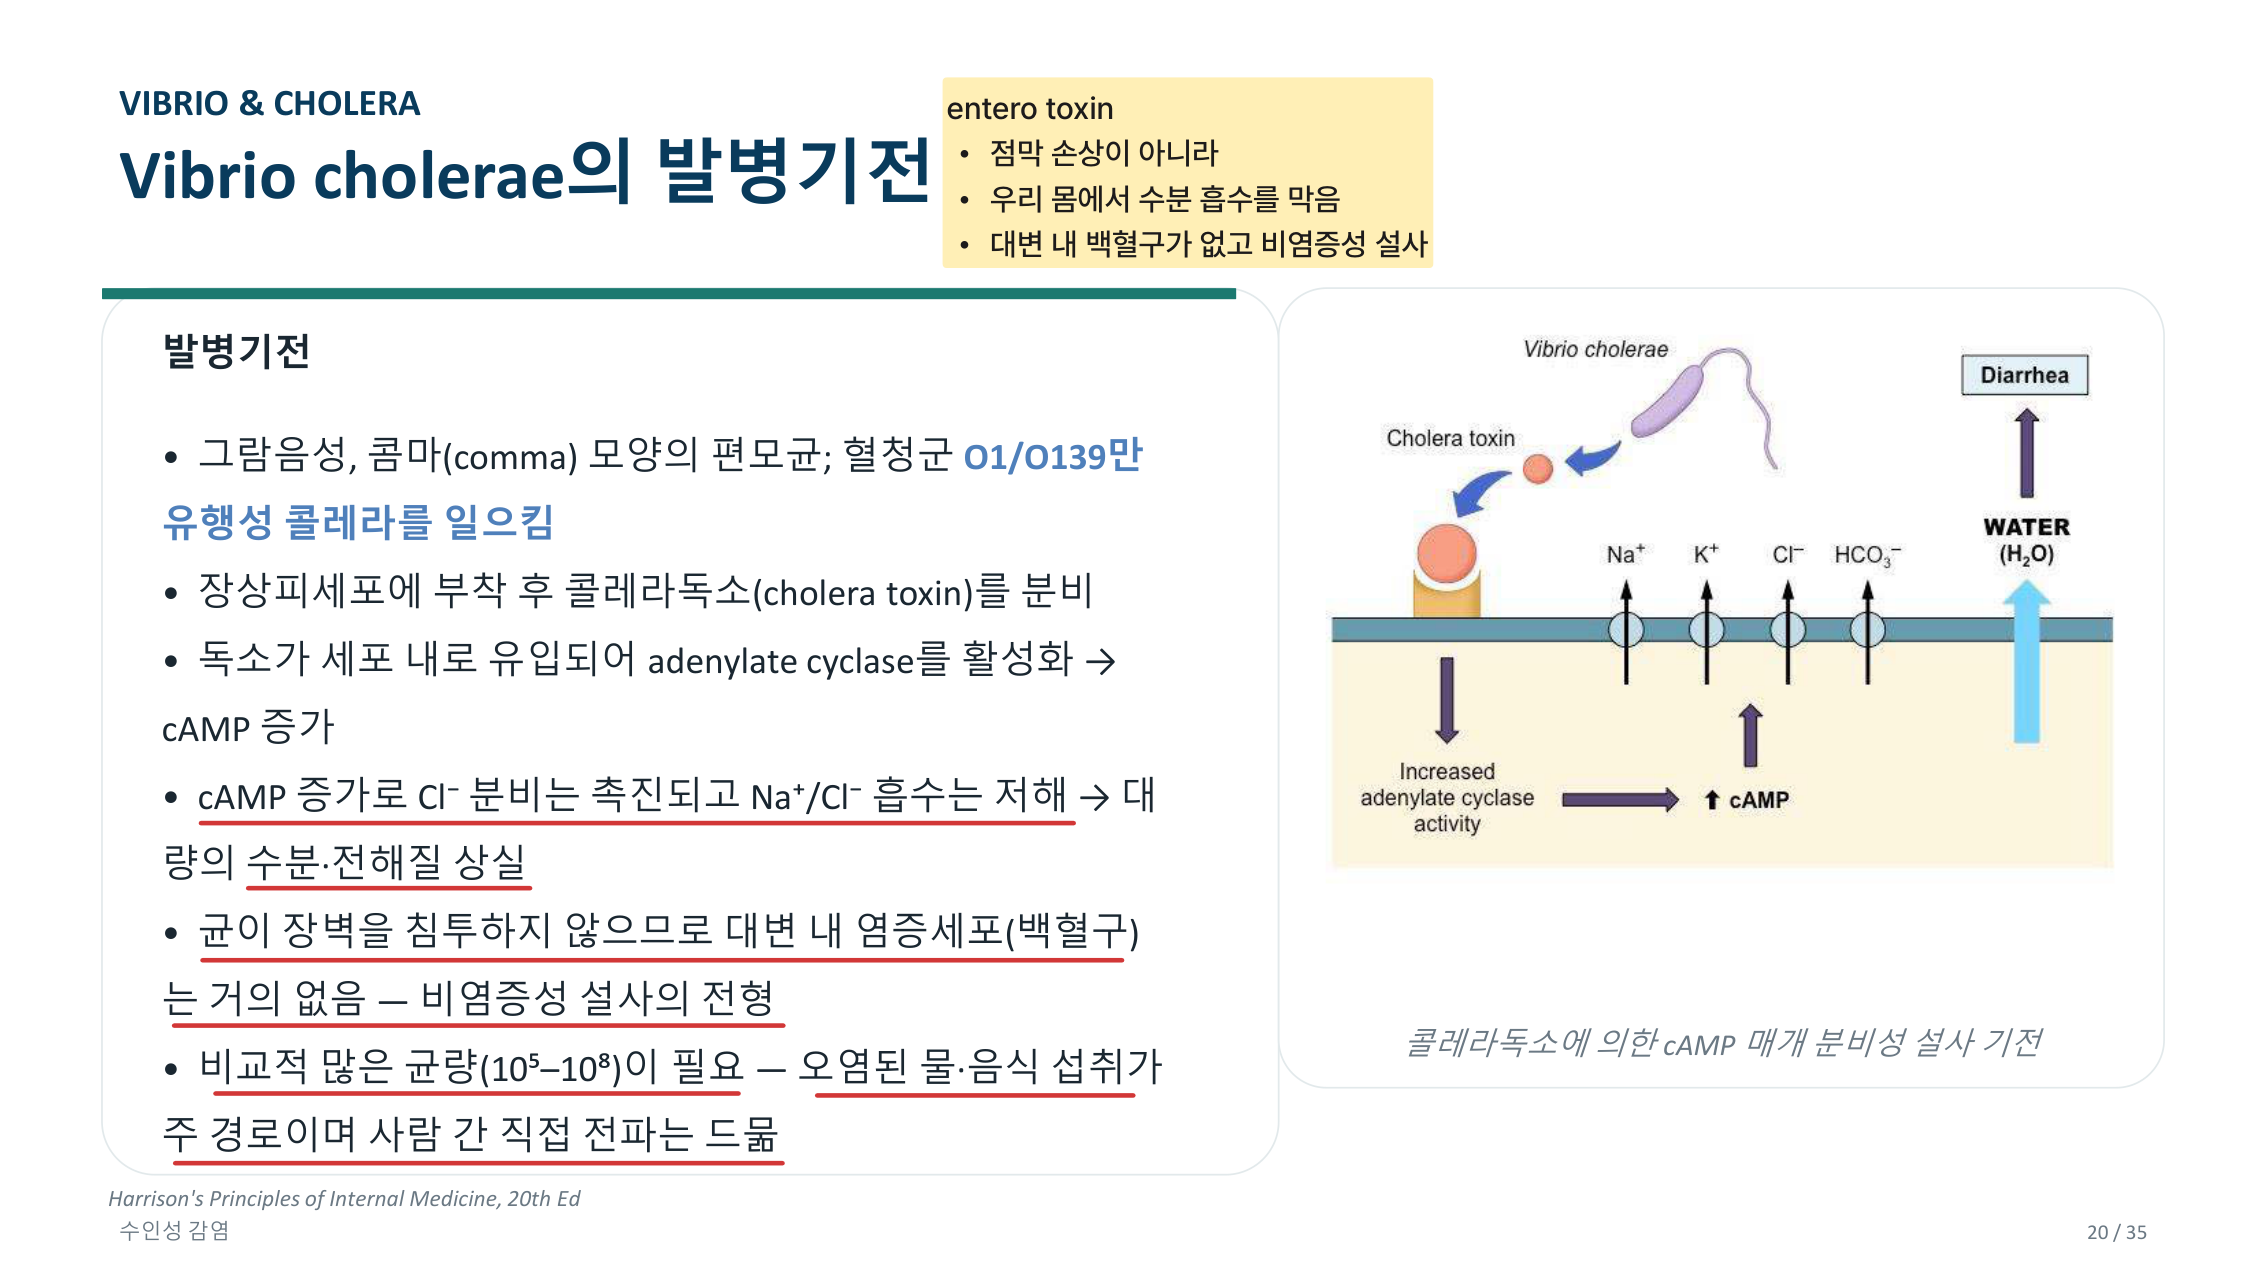 VIBRIO & CHOLERA
Vibrio cholerae의 발병기전
entero toxin
• 점막 손상이 아니라
• 우리 몸에서 수분 흡수를 막음
• 대변 내 백혈구가 없고 비염증성 설사
발병기전
• 그람음성, 콤마(comma) 모양의 편모균; 혈청군 O1/O139만
유행성 콜레라를 일으킴
• 장상피세포에 부착 후 콜레라독소(cholera toxin)를 분비
• 독소가 세포 내로 유입되어 adenylate cyclase를 활성화 →
cAMP 증가
• cAMP 증가로 Cl⁻ 분비는 촉진되고 Na⁺/Cl⁻ 흡수는 저해 → 대
량의 수분·전해질 상실
• 균이 장벽을 침투하지 않으므로 대변 내 염증세포(백혈구)
는 거의 없음 — 비염증성 설사의 전형
• 비교적 많은 균량(10⁵–10⁸)이 필요 — 오염된 물·음식 섭취가
주 경로이며 사람 간 직접 전파는 드묾
Vibrio cholerae
Diarrhea
Cholera toxin
WATER
(H₂O)
Na⁺ K⁺ Cl⁻ HCO₃⁻
Increased
adenylate cyclase
activity
⬆ cAMP
콜레라독소에 의한 cAMP 매개 분비성 설사 기전
Harrison's Principles of Internal Medicine, 20th Ed
수인성 감염
20 / 35